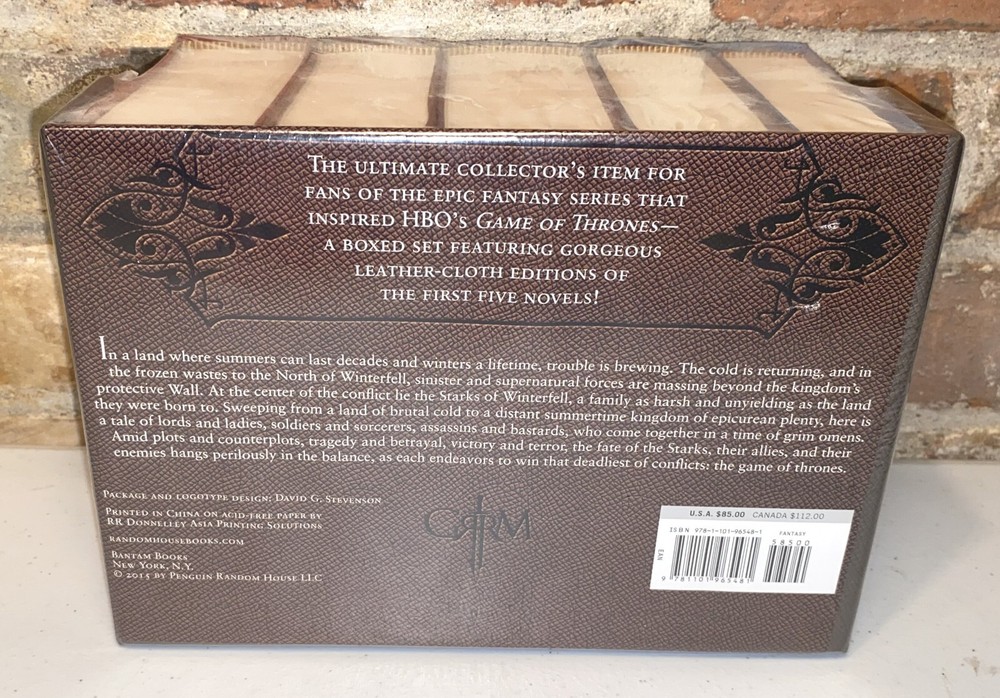 The ultimate collector's item for
fans of the epic fantasy series that
inspired HBO's Game of Thrones—
a boxed set featuring gorgeous
leather-cloth editions of
the first five novels!
In a land where summers can last decades and winters a lifetime, trouble is brewing. The cold is returning, and in
the frozen wastes to the North of Winterfell, sinister and supernatural forces are massing beyond the kingdom's
protective Wall. At the center of the conflict lie the Starks of Winterfell, a family as harsh and unyielding as the land
they were born to. Sweeping from a land of brutal cold to a distant summertime kingdom of epicurean plenty, here is
a tale of lords and ladies, soldiers and sorcerers, assassins and bastards, who come together in a time of grim omens.
Amid plots and counterplots, tragedy and betrayal, victory and terror, the fate of the Starks, their allies, and their
enemies hangs perilously in the balance, as each endeavors to win that deadliest of conflicts: the game of thrones.
Package and logotype design: David G. Stevenson
Printed in China on acid-free paper by
RR Donnelley Asia Printing Solutions
randomhousebooks.com
Bantam Books
New York, N.Y.
© 2015 by Penguin Random House LLC
GRRM
U.S.A. $85.00 CANADA $112.00
ISBN 978-1-101-96548-1 FANTASY
58500
EAN
9 781101 965481